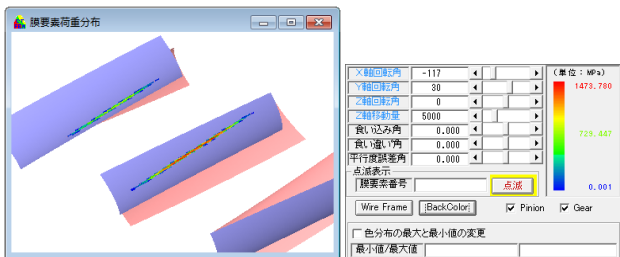 膜要素荷重分布
X軸回転角 -117
Y軸回転角 30
Z軸回転角 0
Z軸移動量 5000
食い込み角 0.000
食い違い角 0.000
平行度誤差角 0.000
点滅表示
膜要素番号 点滅
Wire Frame BackColor Pinion Gear
(単位：MPa)
1473.780
729.447
0.001
色分布の最大と最小値の変更
最小値/最大値